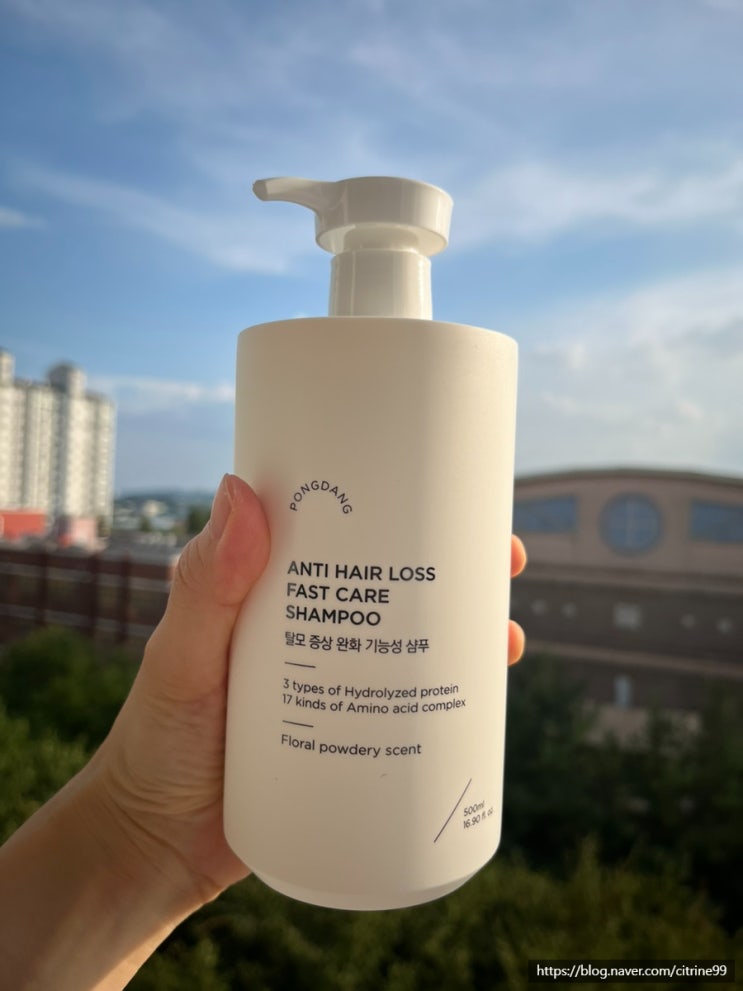 PONGDANG
ANTI HAIR LOSS
FAST CARE
SHAMPOO
탈모 증상 완화 기능성 샴푸
3 types of Hydrolyzed protein
17 kinds of Amino acid complex
Floral powdery scent
500ml
16.90 fl. oz.
https://blog.naver.com/citrine99